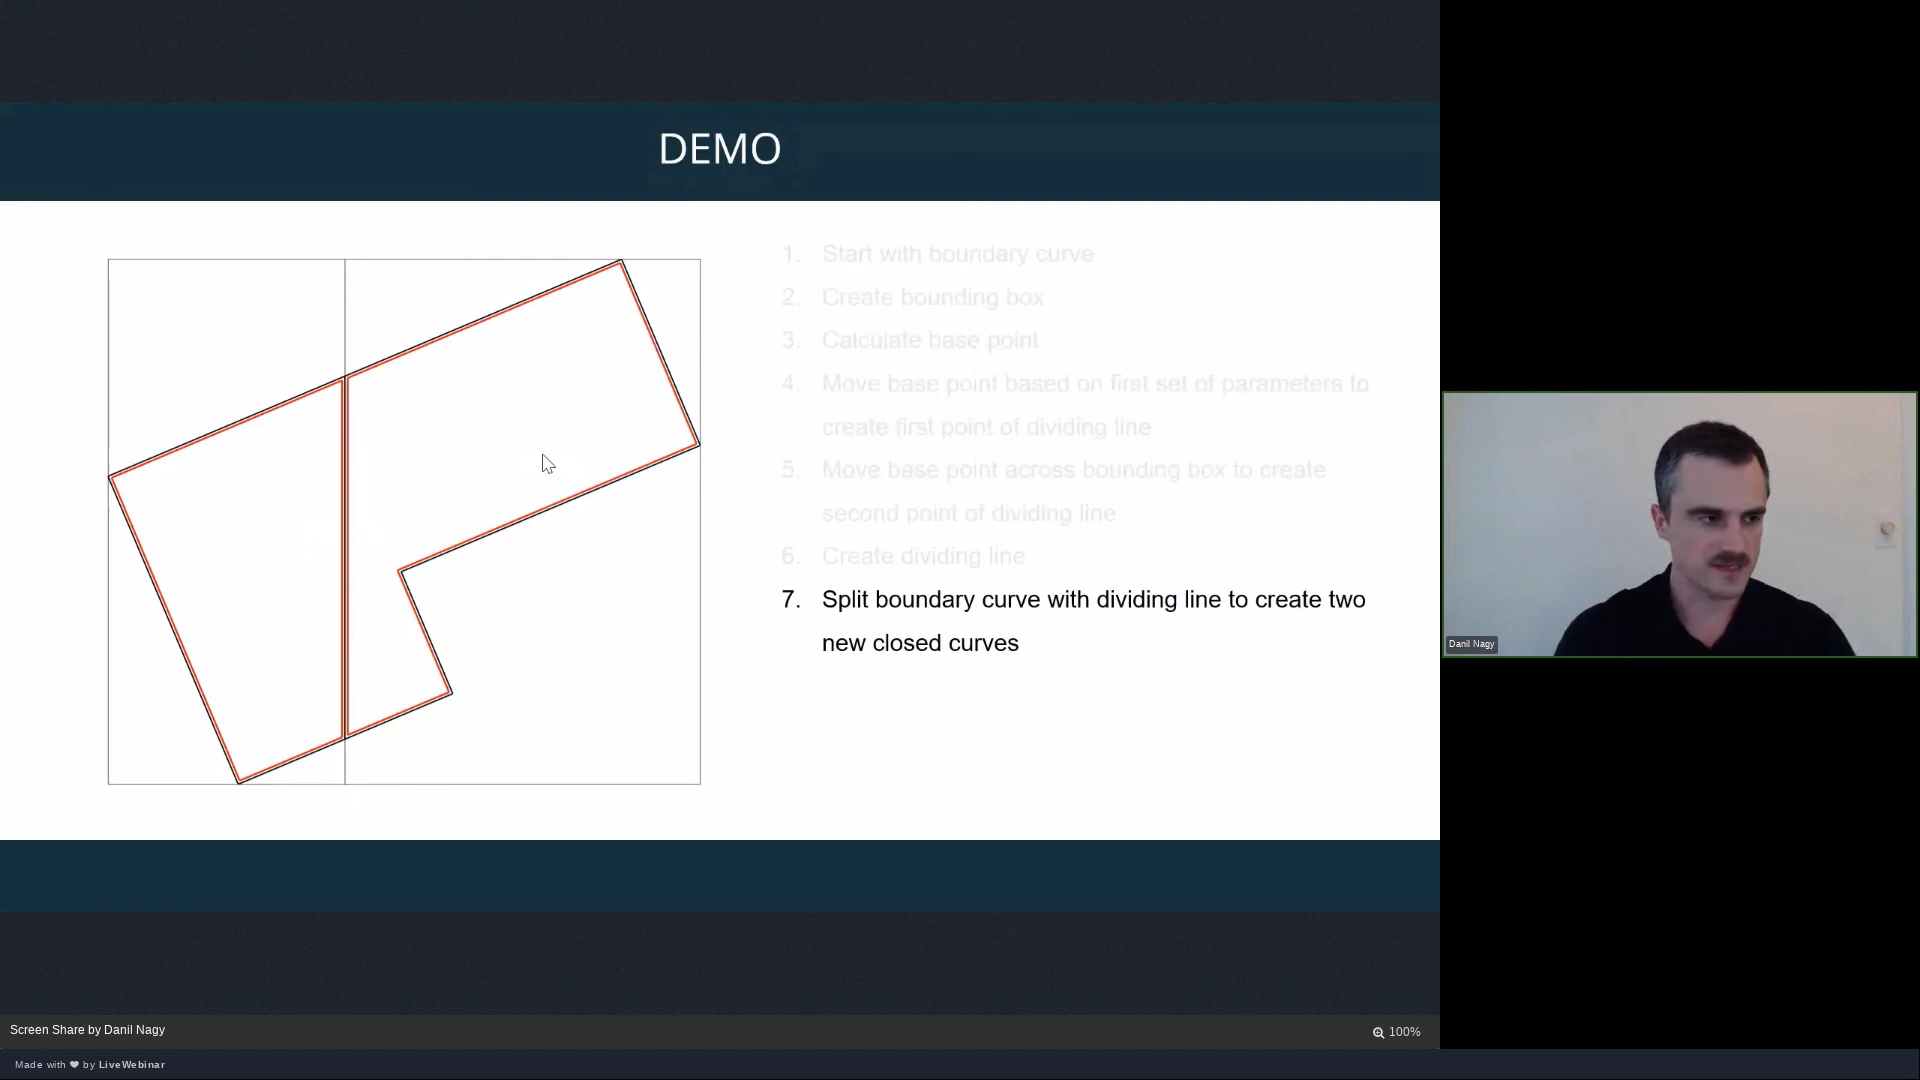 DEMO
1. Start with boundary curve
2. Create bounding box
3. Calculate base point
4. Move base point based on first set of parameters to
create first point of dividing line
5. Move base point across bounding box to create
second point of dividing line
6. Create dividing line
7. Split boundary curve with dividing line to create two
new closed curves
Danil Nagy
Screen Share by Danil Nagy
100%
Made with ❤ by LiveWebinar